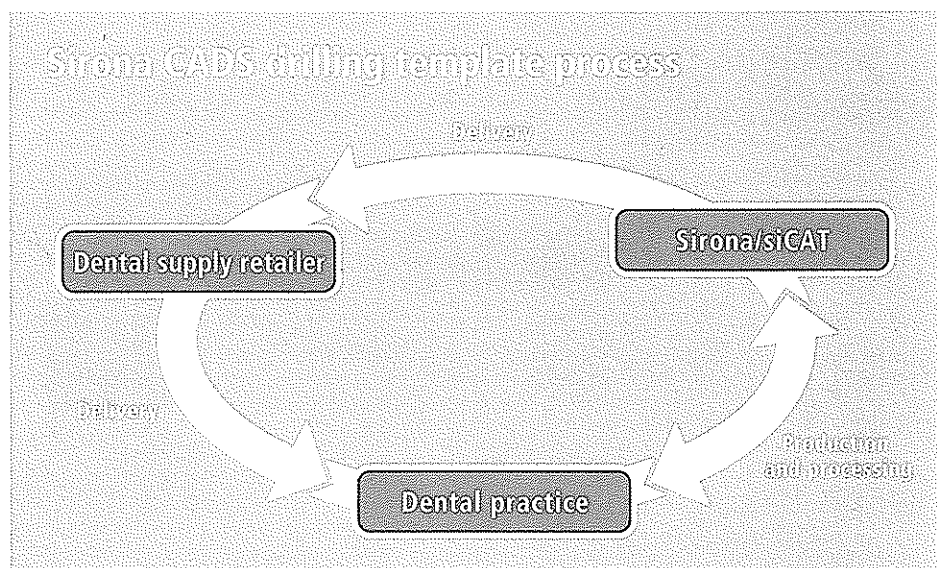 Sirona CADS drilling template process
Delivery
Sirona/siCAT
Dental supply retailer
Delivery
Production
and processing
Dental practice